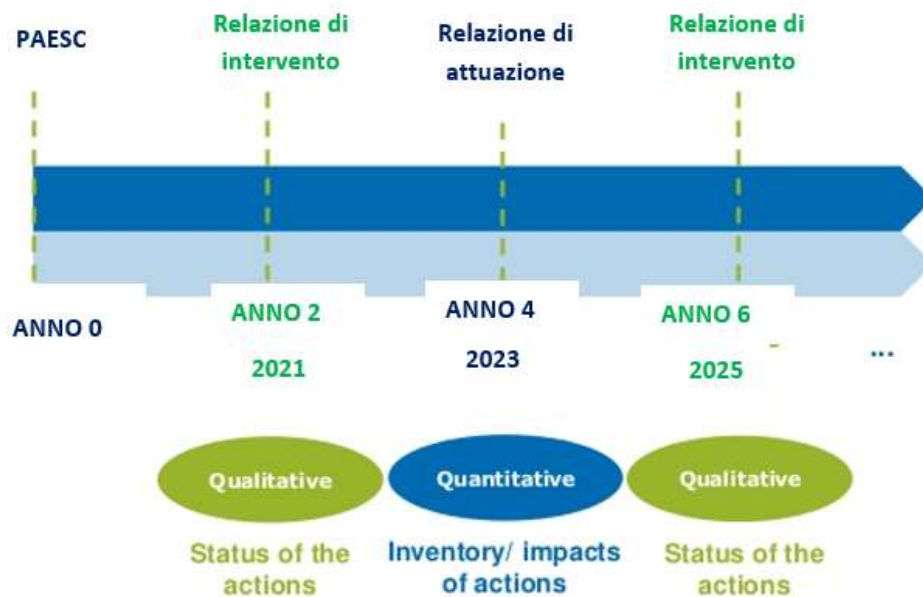 PAESC
Relazione di
intervento
Relazione di
attuazione
Relazione di
intervento
ANNO 0
ANNO 2
2021
ANNO 4
2023
ANNO 6
2025
...
Qualitative
Quantitative
Qualitative
Status of the
actions
Inventory/ impacts
of actions
Status of the
actions